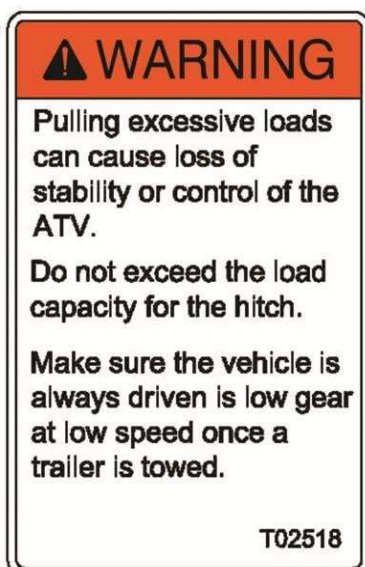 WARNING
Pulling excessive loads
can cause loss of
stability or control of the
ATV.
Do not exceed the load
capacity for the hitch.
Make sure the vehicle is
always driven is low gear
at low speed once a
trailer is towed.
T02518